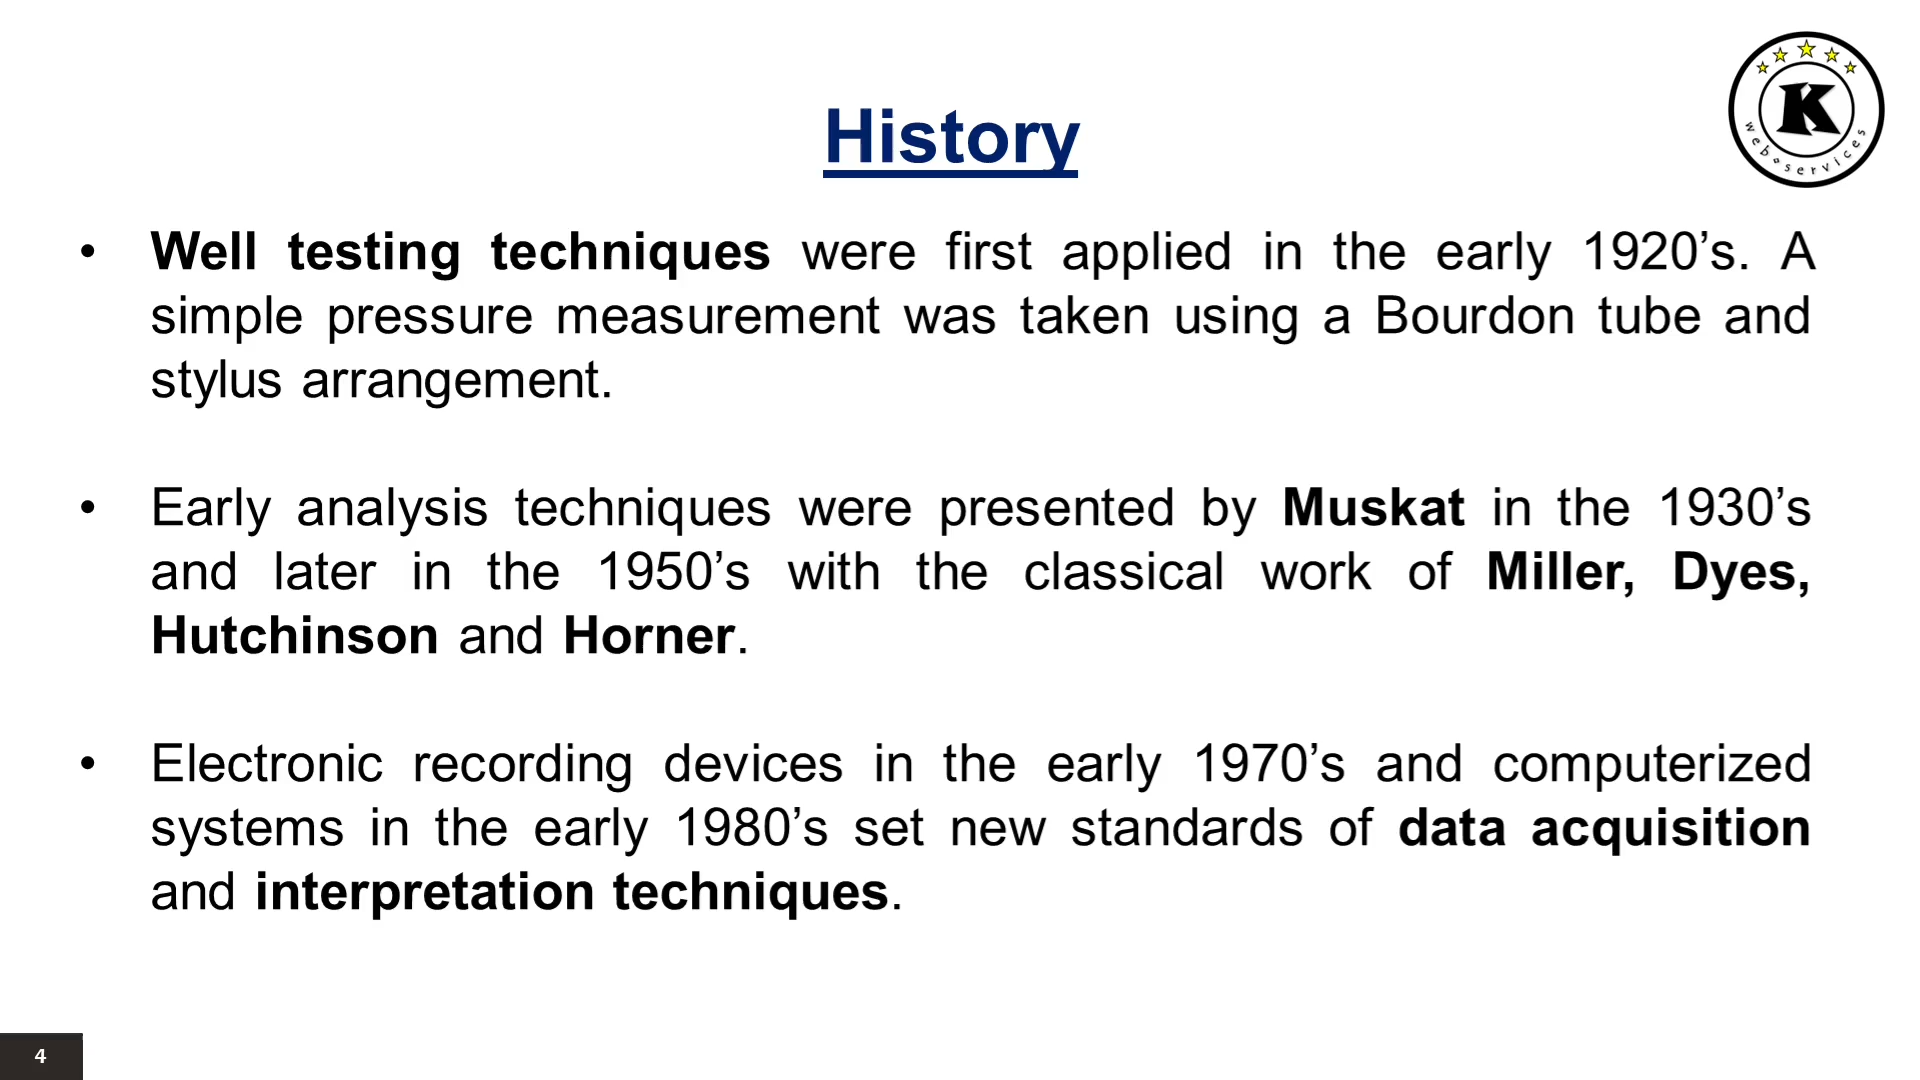 K
web•services
History
• Well testing techniques were first applied in the early 1920’s. A
simple pressure measurement was taken using a Bourdon tube and
stylus arrangement.
• Early analysis techniques were presented by Muskat in the 1930’s
and later in the 1950’s with the classical work of Miller, Dyes,
Hutchinson and Horner.
• Electronic recording devices in the early 1970’s and computerized
systems in the early 1980’s set new standards of data acquisition
and interpretation techniques.
4